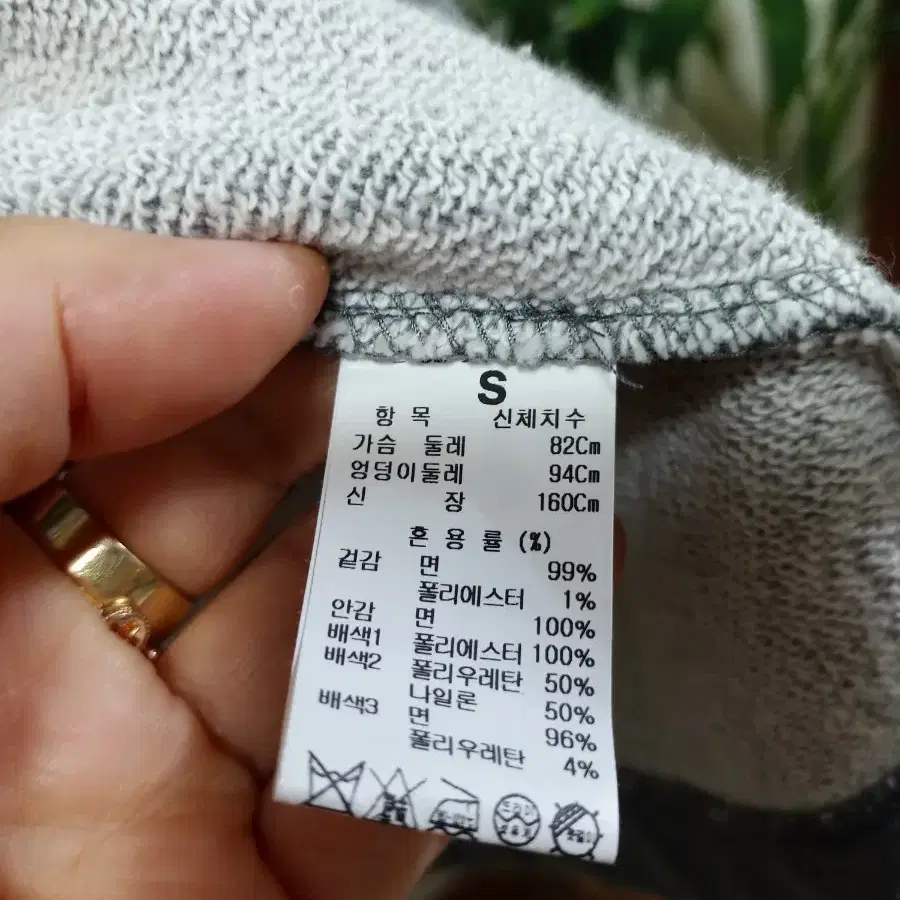 S
항 목 신체치수
가슴 둘레 82Cm
엉덩이둘레 94Cm
신 장 160Cm
혼 용 률 (%)
겉감 면 99%
폴리에스터 1%
안감 면 100%
배색1 폴리에스터 100%
배색2 폴리우레탄 50%
나일론 50%
배색3 면 96%
폴리우레탄 4%
드라이